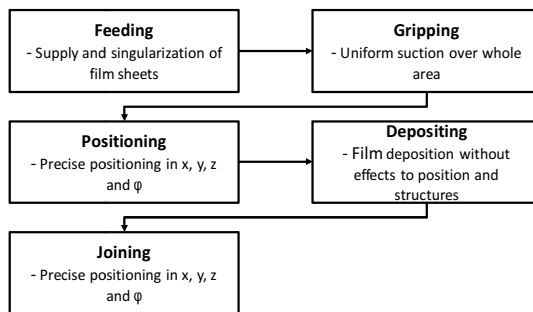 Feeding
- Supply and singularization of
film sheets
Gripping
- Uniform suction over whole
area
Positioning
- Precise positioning in x, y, z
and φ
Depositing
- Film deposition without
effects to position and
structures
Joining
- Precise positioning in x, y, z
and φ